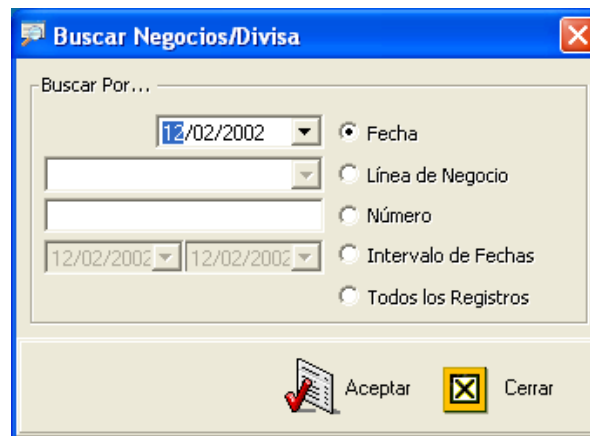 Buscar Negocios/Divisa
Buscar Por...
12/02/2002 Fecha
Línea de Negocio
Número
12/02/2002 12/02/2002 Intervalo de Fechas
Todos los Registros
Aceptar Cerrar